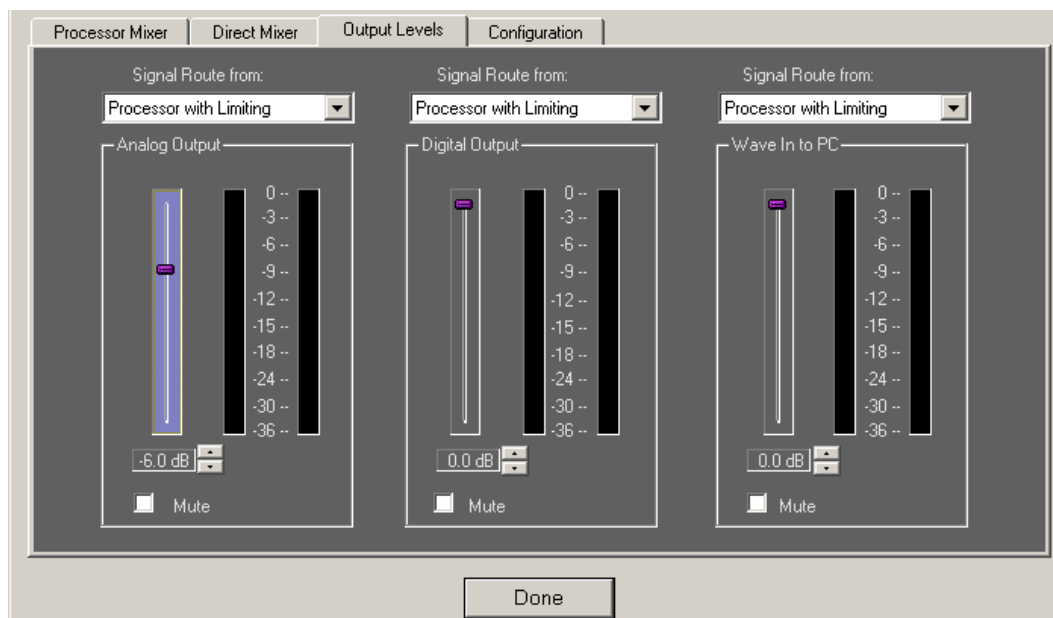 Processor Mixer Direct Mixer Output Levels Configuration
Signal Route from: Signal Route from: Signal Route from:
Processor with Limiting Processor with Limiting Processor with Limiting
Analog Output Digital Output Wave In to PC
0 -- 0 -- 0 --
-3 -- -3 -- -3 --
-6 -- -6 -- -6 --
-9 -- -9 -- -9 --
-12 -- -12 -- -12 --
-15 -- -15 -- -15 --
-18 -- -18 -- -18 --
-24 -- -24 -- -24 --
-30 -- -30 -- -30 --
-36 -- -36 -- -36 --
-6.0 dB 0.0 dB 0.0 dB
Mute Mute Mute
Done